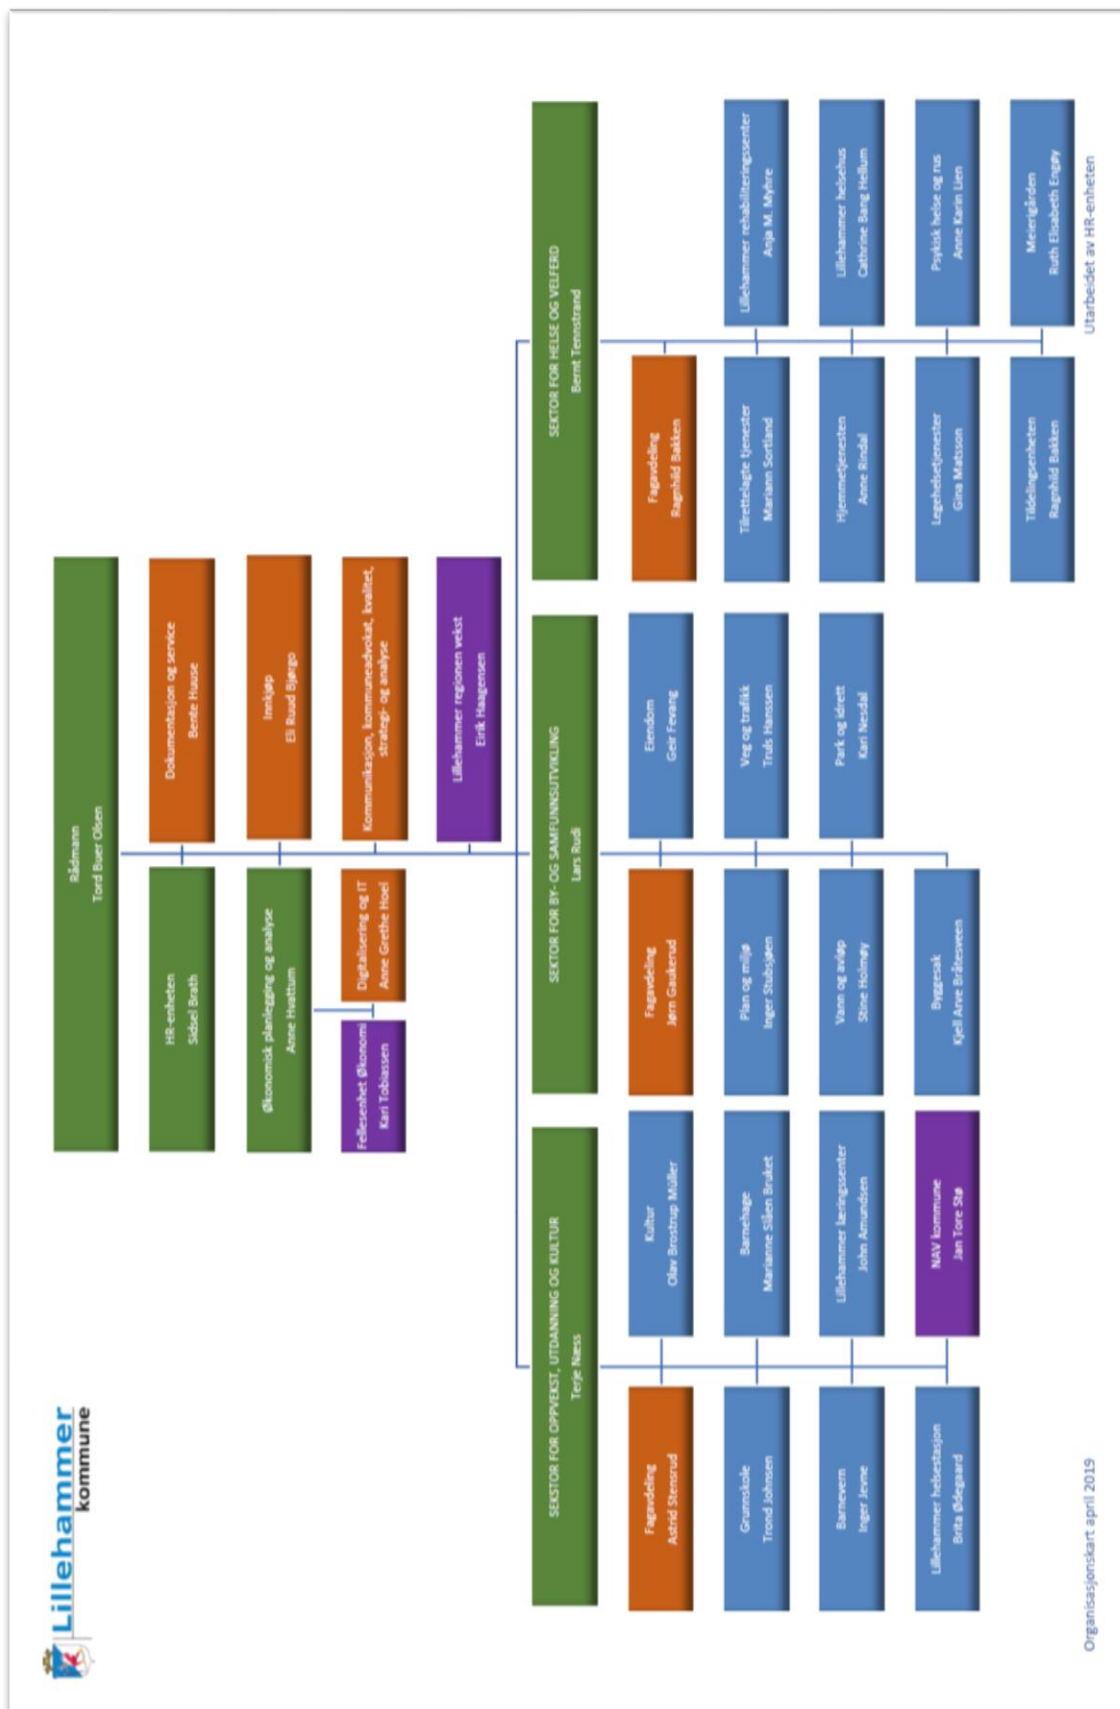 Lillehammer
kommune
Rådmann
Tord Buer Olsen
HR-enheten
Sidsel Brath
Dokumentasjon og service
Bente Huuse
Økonomisk planlegging og analyse
Anne Hvattum
Innkjøp
Eli Ruud Bjørgo
Fellesenhet Økonomi
Kari Tobiassen
Digitalisering og IT
Anne Grethe Hoel
Kommunikasjon, kommuneadvokat, kvalitet,
strategi- og analyse
Lillehammer regionen vekst
Eirik Haagensen
SEKSTOR FOR OPPVEKST, UTDANNING OG KULTUR
Terje Næss
Fagavdeling
Astrid Stensrud
Kultur
Olav Brostrup Müller
Grunnskole
Trond Johnsen
Barnehage
Marianne Slåen Bruket
Barnevern
Inger Jevne
Lillehammer læringssenter
John Amundsen
Lillehammer helsestasjon
Brita Ødegaard
NAV kommune
Jan Tore Stø
SEKTOR FOR BY- OG SAMFUNNSUTVIKLING
Lars Rudi
Fagavdeling
Jørn Gaukerud
Eiendom
Geir Fevang
Plan og miljø
Inger Stubsjøen
Veg og trafikk
Truls Hanssen
Vann og avløp
Stine Holmøy
Park og idrett
Kari Nesdal
Byggesak
Kjell Arve Bråtesveen
SEKTOR FOR HELSE OG VELFERD
Bernt Tennstrand
Fagavdeling
Ragnhild Bakken
Tilrettelagte tjenester
Mariann Sortland
Lillehammer rehabiliteringssenter
Anja M. Myhre
Hjemmetjenesten
Anne Rindal
Lillehammer helsehus
Cathrine Bang Hellum
Legehelsetjenester
Gina Matsson
Psykisk helse og rus
Anne Karin Lien
Tildelingsenheten
Ragnhild Bakken
Meierigården
Ruth Elisabeth Engøy
Organisasjonskart april 2019
Utarbeidet av HR-enheten